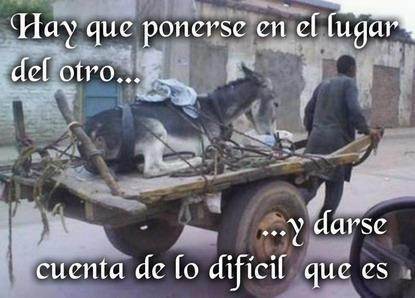 Hay que ponerse en el lugar
del otro...
...y darse
cuenta de lo difícil que es